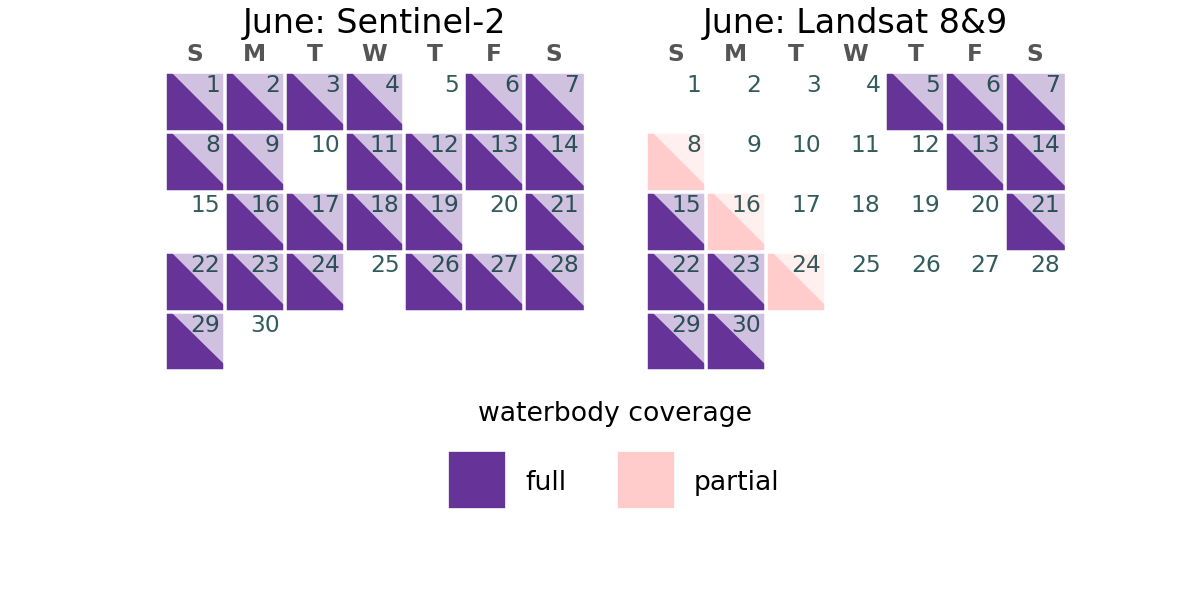 June: Sentinel-2
S M T W T F S
1 2 3 4 5 6 7
8 9 10 11 12 13 14
15 16 17 18 19 20 21
22 23 24 25 26 27 28
29 30
June: Landsat 8&9
S M T W T F S
1 2 3 4 5 6 7
8 9 10 11 12 13 14
15 16 17 18 19 20 21
22 23 24 25 26 27 28
29 30
waterbody coverage
full
partial